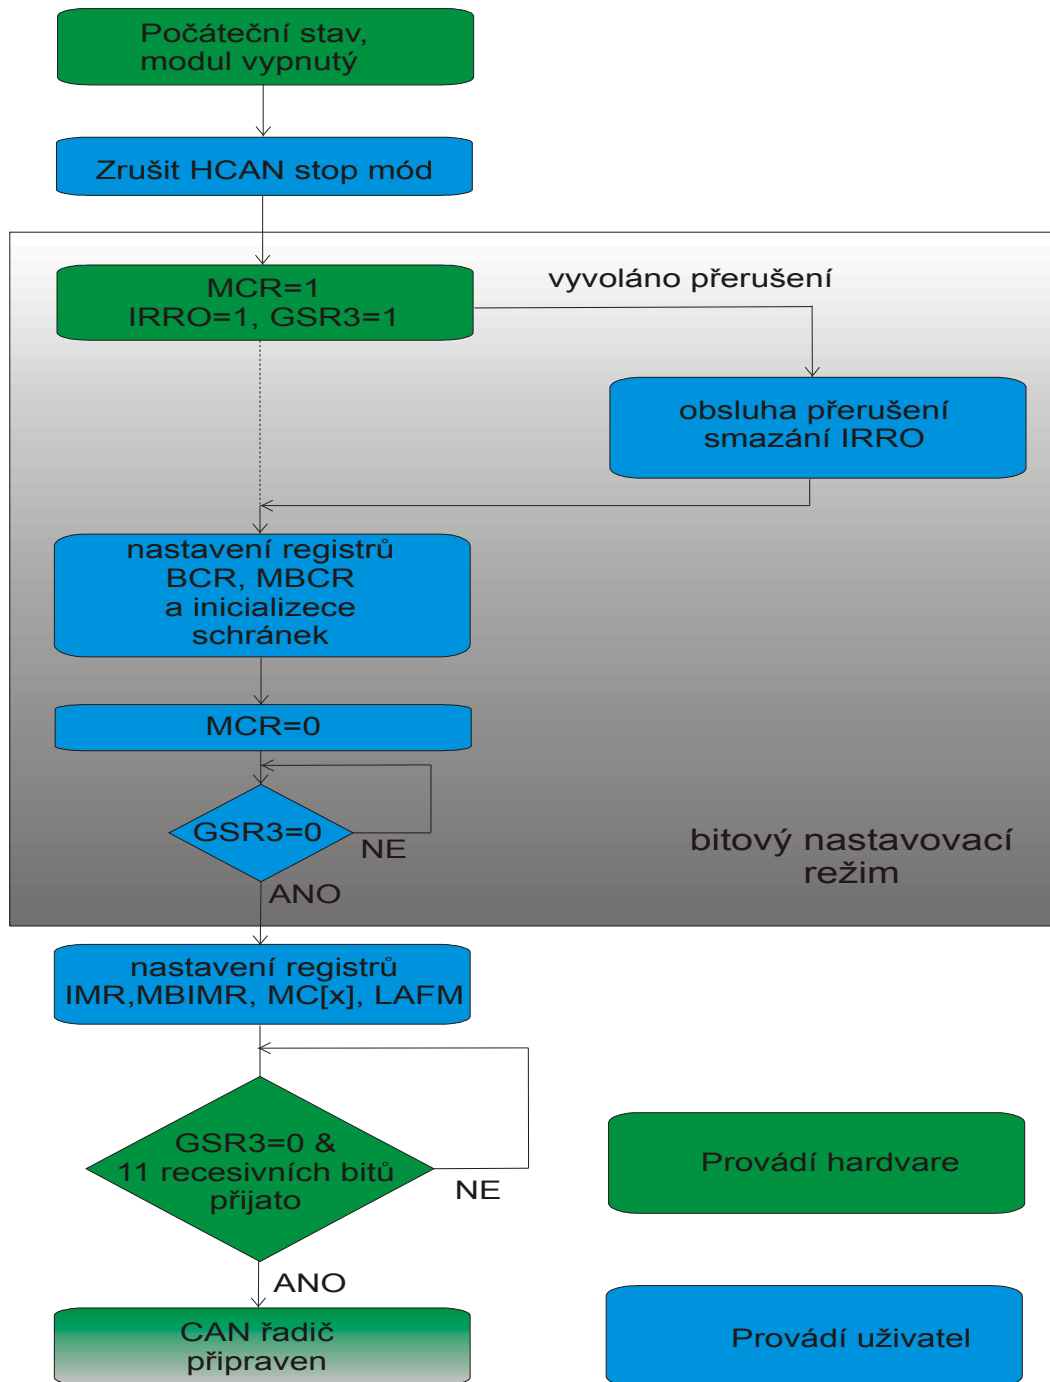 Počáteční stav,
modul vypnutý
Zrušit HCAN stop mód
MCR=1
IRRO=1, GSR3=1
vyvoláno přerušení
obsluha přerušení
smazání IRRO
nastavení registrů
BCR, MBCR
a inicializece
schránek
MCR=0
GSR3=0
NE
ANO
bitový nastavovací
režim
nastavení registrů
IMR,MBIMR, MC[x], LAFM
GSR3=0 &
11 recesivních bitů
přijato
NE
ANO
CAN řadič
připraven
Provádí hardvare
Provádí uživatel